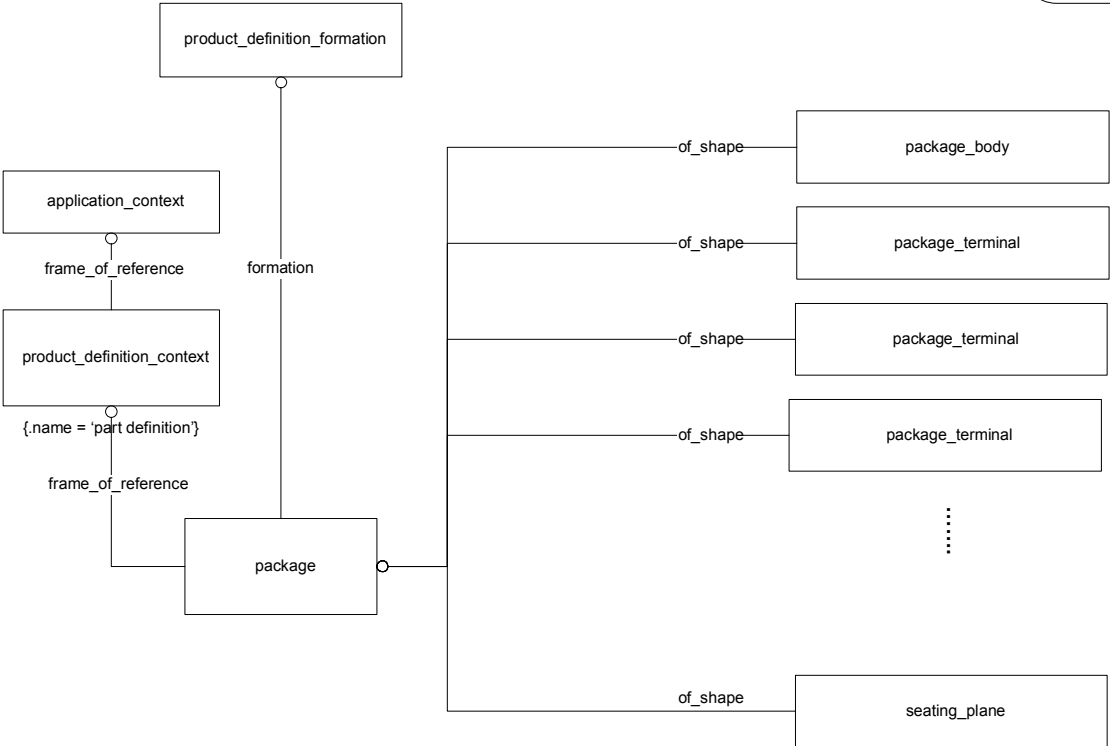 product_definition_formation
of_shape
package_body
application_context
of_shape
package_terminal
frame_of_reference
formation
of_shape
package_terminal
product_definition_context
{.name = ‘part definition’}
of_shape
package_terminal
frame_of_reference
package
of_shape
seating_plane